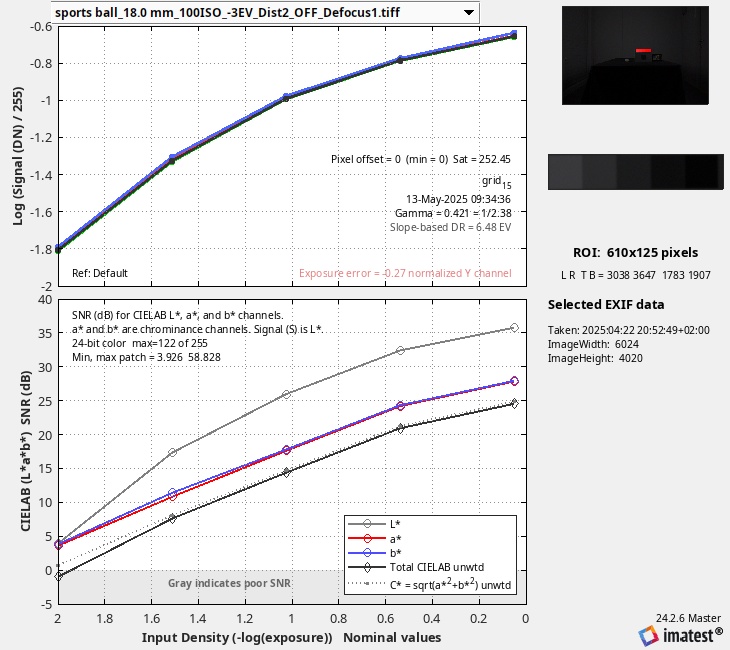 sports ball_18.0 mm_100ISO_-3EV_Dist2_OFF_Defocus1.tiff
-0.6
-0.8
-1
-1.2
-1.4
-1.6
-1.8
-2
Log (Signal (DN) / 255)
Pixel offset = 0 (min = 0) Sat = 252.45
grid15
13-May-2025 09:34:36
Gamma = 0.421 = 1/2.38
Slope-based DR = 6.48 EV
Ref: Default
Exposure error = -0.27 normalized Y channel
ROI: 610x125 pixels
L R T B = 3038 3647 1783 1907
Selected EXIF data
Taken: 2025:04:22 20:52:49+02:00
ImageWidth: 6024
ImageHeight: 4020
40
35
30
25
20
15
10
5
0
-5
CIELAB (L*a*b*) SNR (dB)
SNR (dB) for CIELAB L*, a*, and b* channels.
a* and b* are chrominance channels. Signal (S) is L*.
24-bit color max=122 of 255
Min, max patch = 3.926 58.828
L*
a*
b*
Total CIELAB unwtd
C* = sqrt(a*2+b*2) unwtd
Gray indicates poor SNR
2 1.8 1.6 1.4 1.2 1 0.8 0.6 0.4 0.2 0
Input Density (-log(exposure)) Nominal values
24.2.6 Master
imatest®